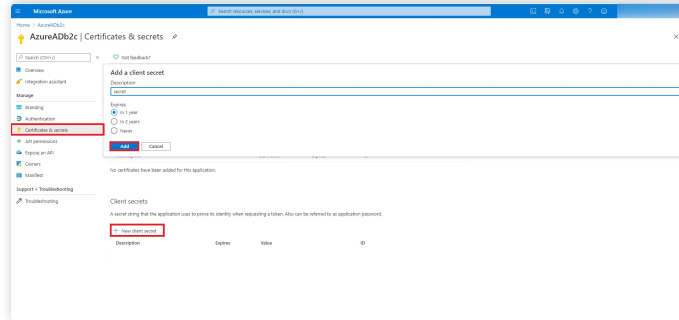 Microsoft Azure
Search resources, services, and docs (G+/)
Home > AzureADb2c
AzureADb2c | Certificates & secrets
Search (Ctrl+/)
Got feedback?
Overview
Integration assistant
Manage
Branding
Authentication
Certificates & secrets
API permissions
Expose an API
Owners
Manifest
Support + Troubleshooting
Troubleshooting
Add a client secret
Description
secret
Expires
In 1 year
In 2 years
Never
Add
Cancel
No certificates have been added for this application.
Client secrets
A secret string that the application uses to prove its identity when requesting a token. Also can be referred to as application password.
+ New client secret
Description Expires Value ID